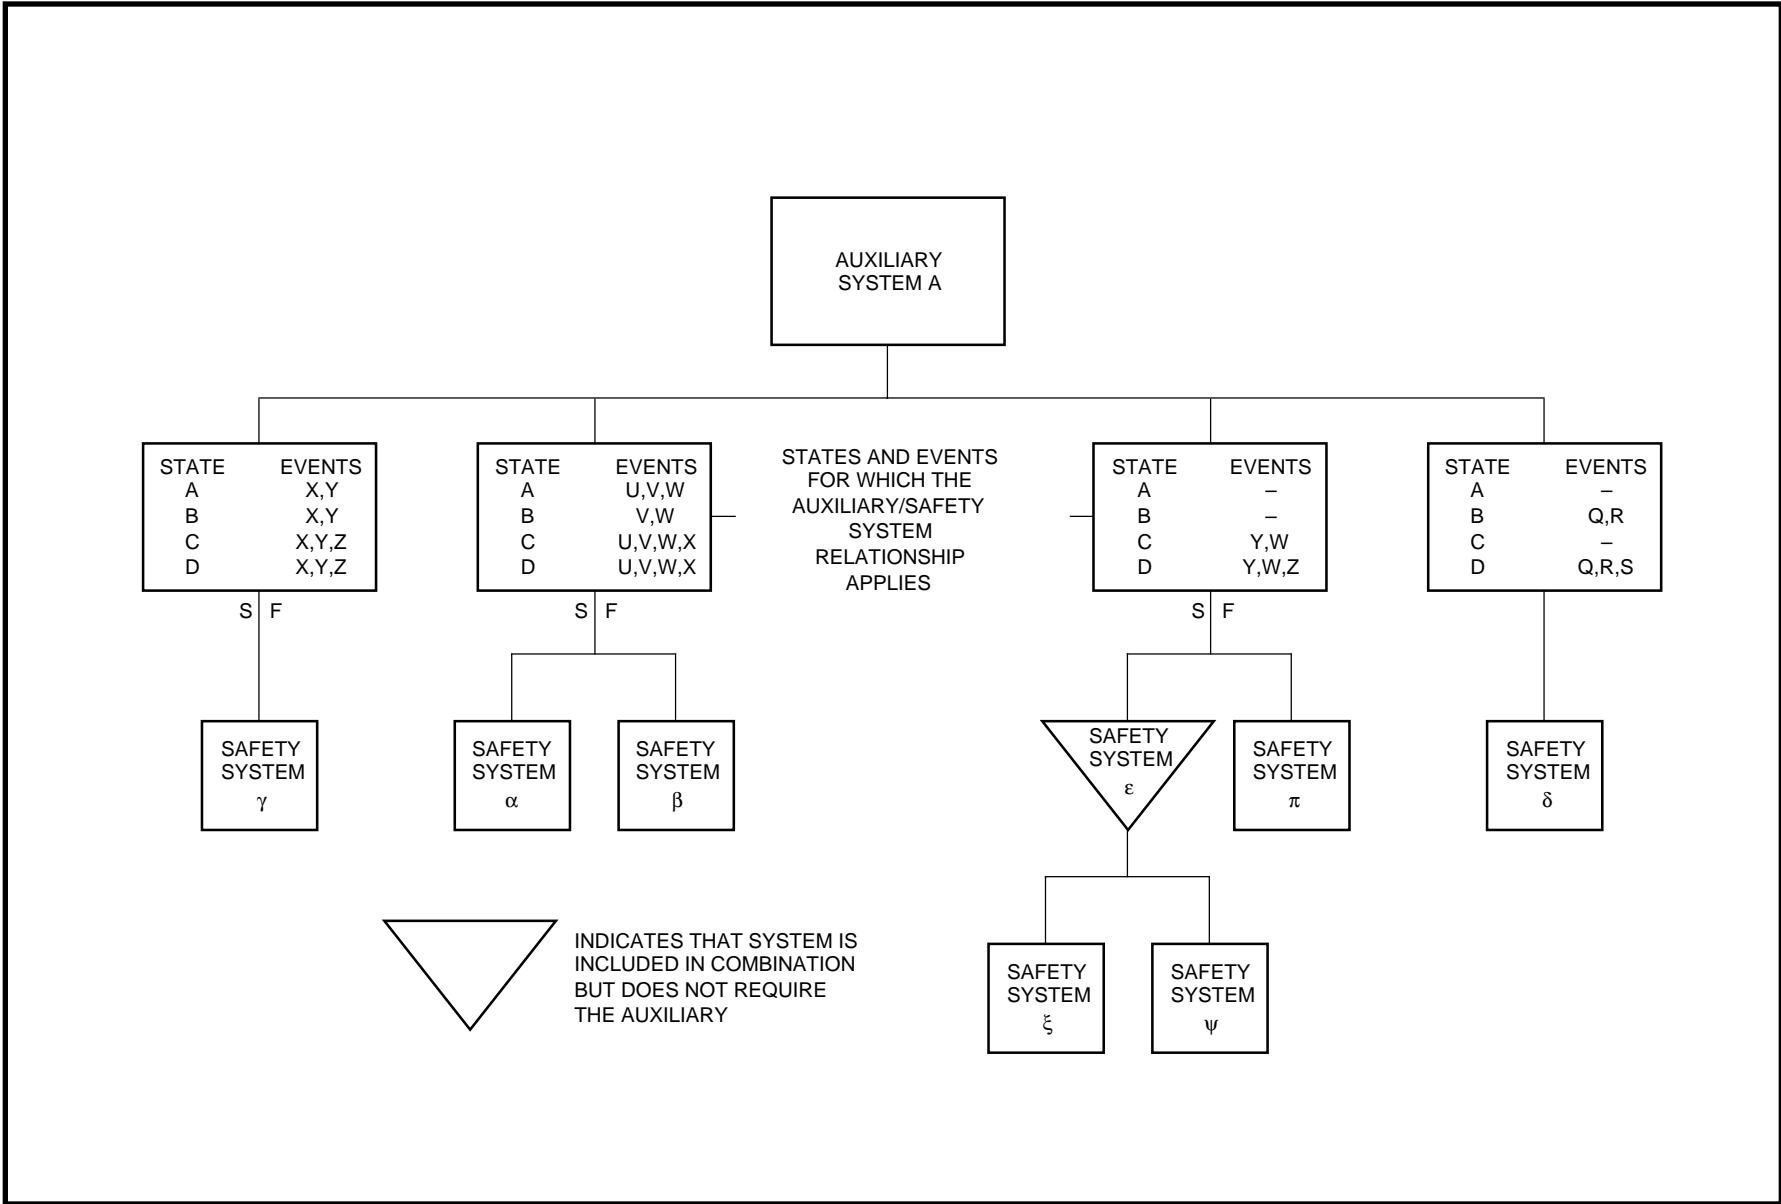 AUXILIARY
SYSTEM A
STATE EVENTS
A X,Y
B X,Y
C X,Y,Z
D X,Y,Z
S F
STATE EVENTS
A U,V,W
B V,W
C U,V,W,X
D U,V,W,X
S F
STATES AND EVENTS
FOR WHICH THE
AUXILIARY/SAFETY
SYSTEM
RELATIONSHIP
APPLIES
STATE EVENTS
A –
B –
C Y,W
D Y,W,Z
S F
STATE EVENTS
A –
B Q,R
C –
D Q,R,S
SAFETY
SYSTEM
γ
SAFETY
SYSTEM
α
SAFETY
SYSTEM
β
SAFETY
SYSTEM
ε
SAFETY
SYSTEM
π
SAFETY
SYSTEM
δ
INDICATES THAT SYSTEM IS
INCLUDED IN COMBINATION
BUT DOES NOT REQUIRE
THE AUXILIARY
SAFETY
SYSTEM
ξ
SAFETY
SYSTEM
ψ